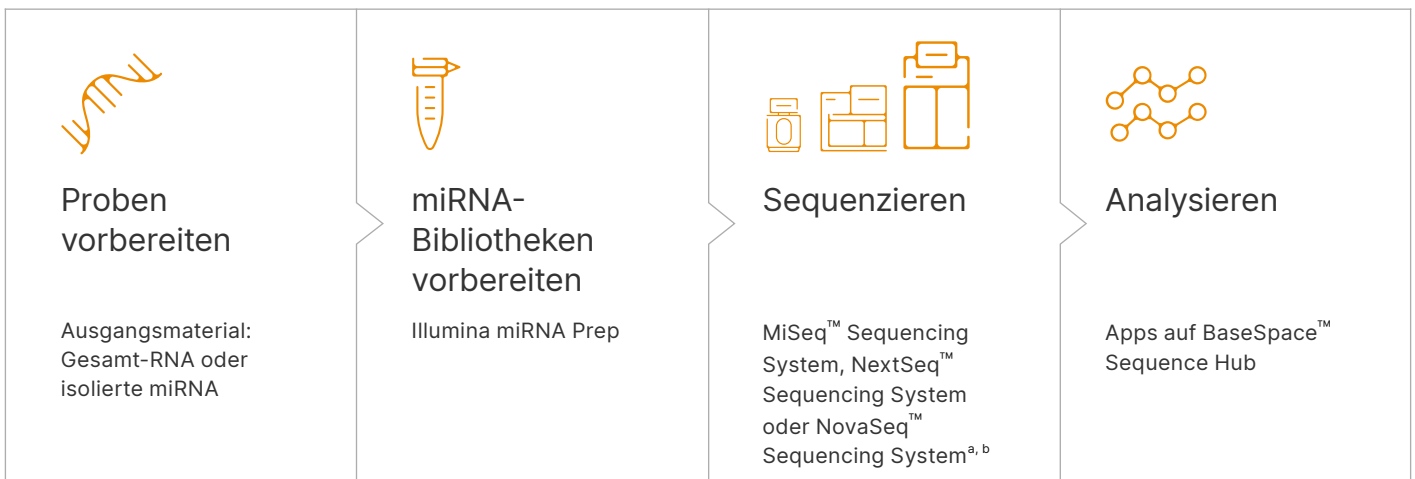 Proben
vorbereiten
Ausgangsmaterial:
Gesamt-RNA oder
isolierte miRNA
miRNA-
Bibliotheken
vorbereiten
Illumina miRNA Prep
Sequenzieren
MiSeq™ Sequencing
System, NextSeq™
Sequencing System
oder NovaSeq™
Sequencing Systemᵃ, ᵇ
Analysieren
Apps auf BaseSpace™
Sequence Hub